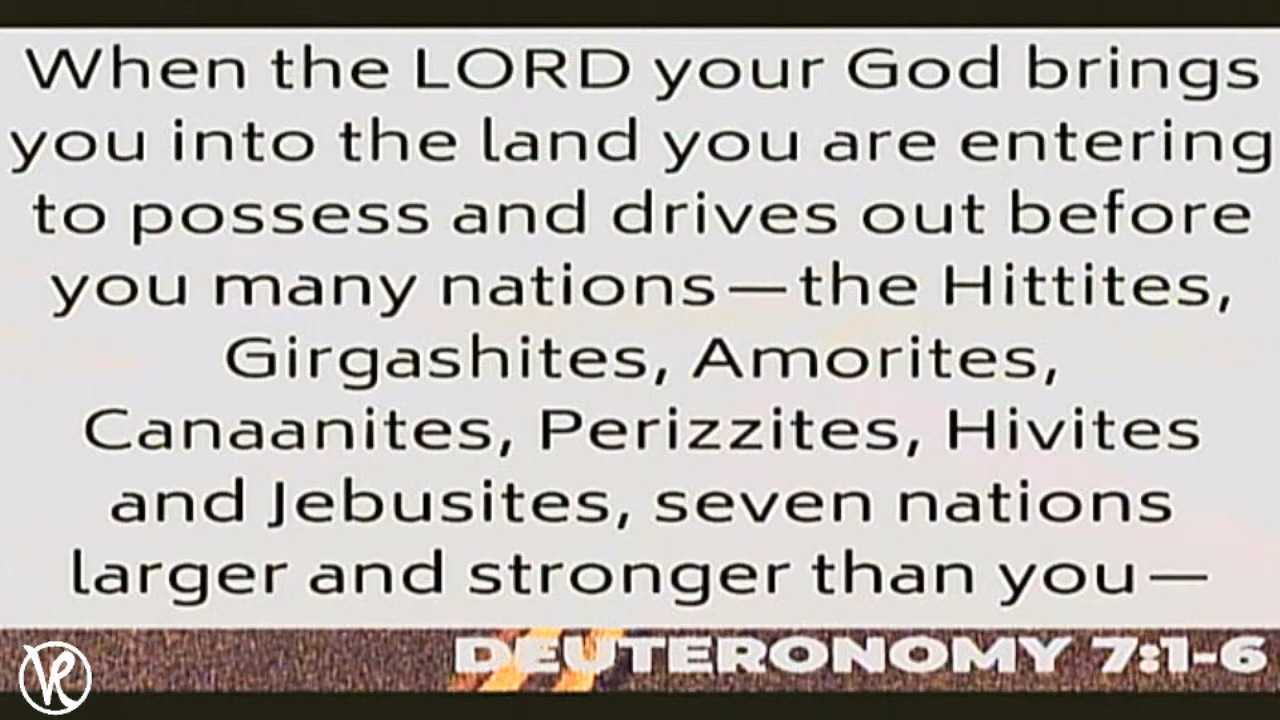 When the LORD your God brings
you into the land you are entering
to possess and drives out before
you many nations—the Hittites,
Girgashites, Amorites,
Canaanites, Perizzites, Hivites
and Jebusites, seven nations
larger and stronger than you—
DEUTERONOMY 7:1-6
VR